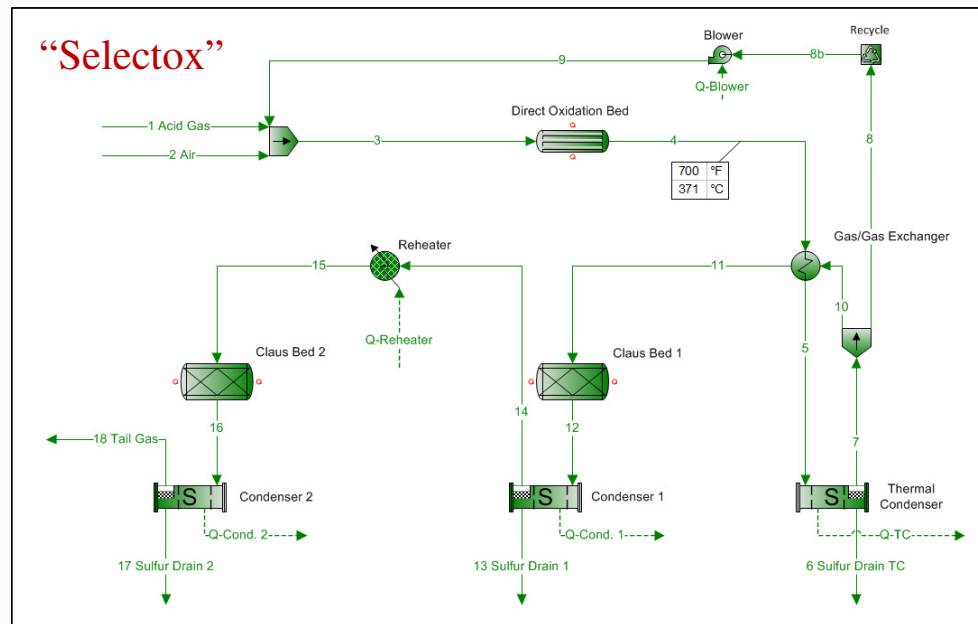 “Selectox”
Blower
Recycle
9
8b
Q-Blower
Direct Oxidation Bed
1 Acid Gas
2 Air
3
4
8
700 °F
371 °C
Gas/Gas Exchanger
Reheater
15
11
10
Q-Reheater
5
Claus Bed 2
Claus Bed 1
14
16
12
7
18 Tail Gas
S
Condenser 2
S
Condenser 1
S
Thermal
Condenser
Q-Cond. 2
Q-Cond. 1
Q-TC
17 Sulfur Drain 2
13 Sulfur Drain 1
6 Sulfur Drain TC
Q
Q
Q
Q
Q
Q